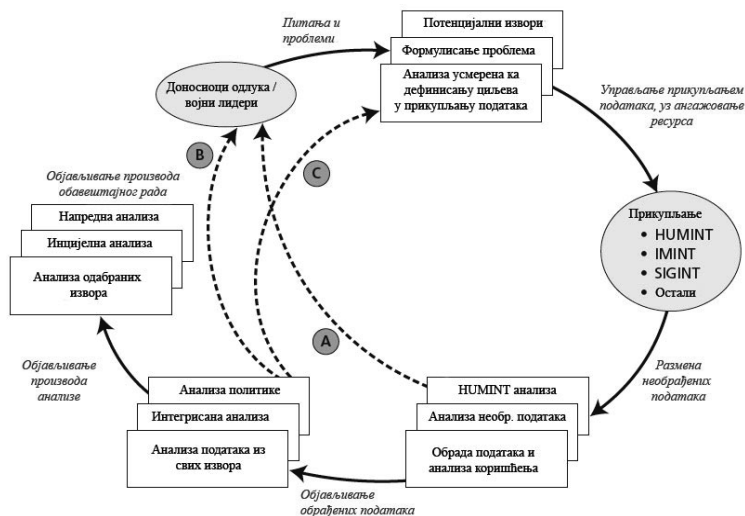 Питања и
проблеми
Потенцијални извори
Формулисање проблема
Анализа усмерена ка
дефинисању циљева
у прикупљању података
Доносиоци одлука /
војни лидери
Управљање прикупљањем
података, уз ангажовање
ресурса
B
C
Објављивање производа
обавештајног рада
Напредна анализа
Инцијелна анализа
Анализа одабраних
извора
Прикупљање
• HUMINT
• IMINT
• SIGINT
• Остали
A
Објављивање
производа
анализе
Размена
необрађених
података
Анализа политике
Интегрисана анализа
Анализа података из
свих извора
HUMINT анализа
Анализа необр. података
Обрада података и
анализа коришћења
Објављивање
обрађених података